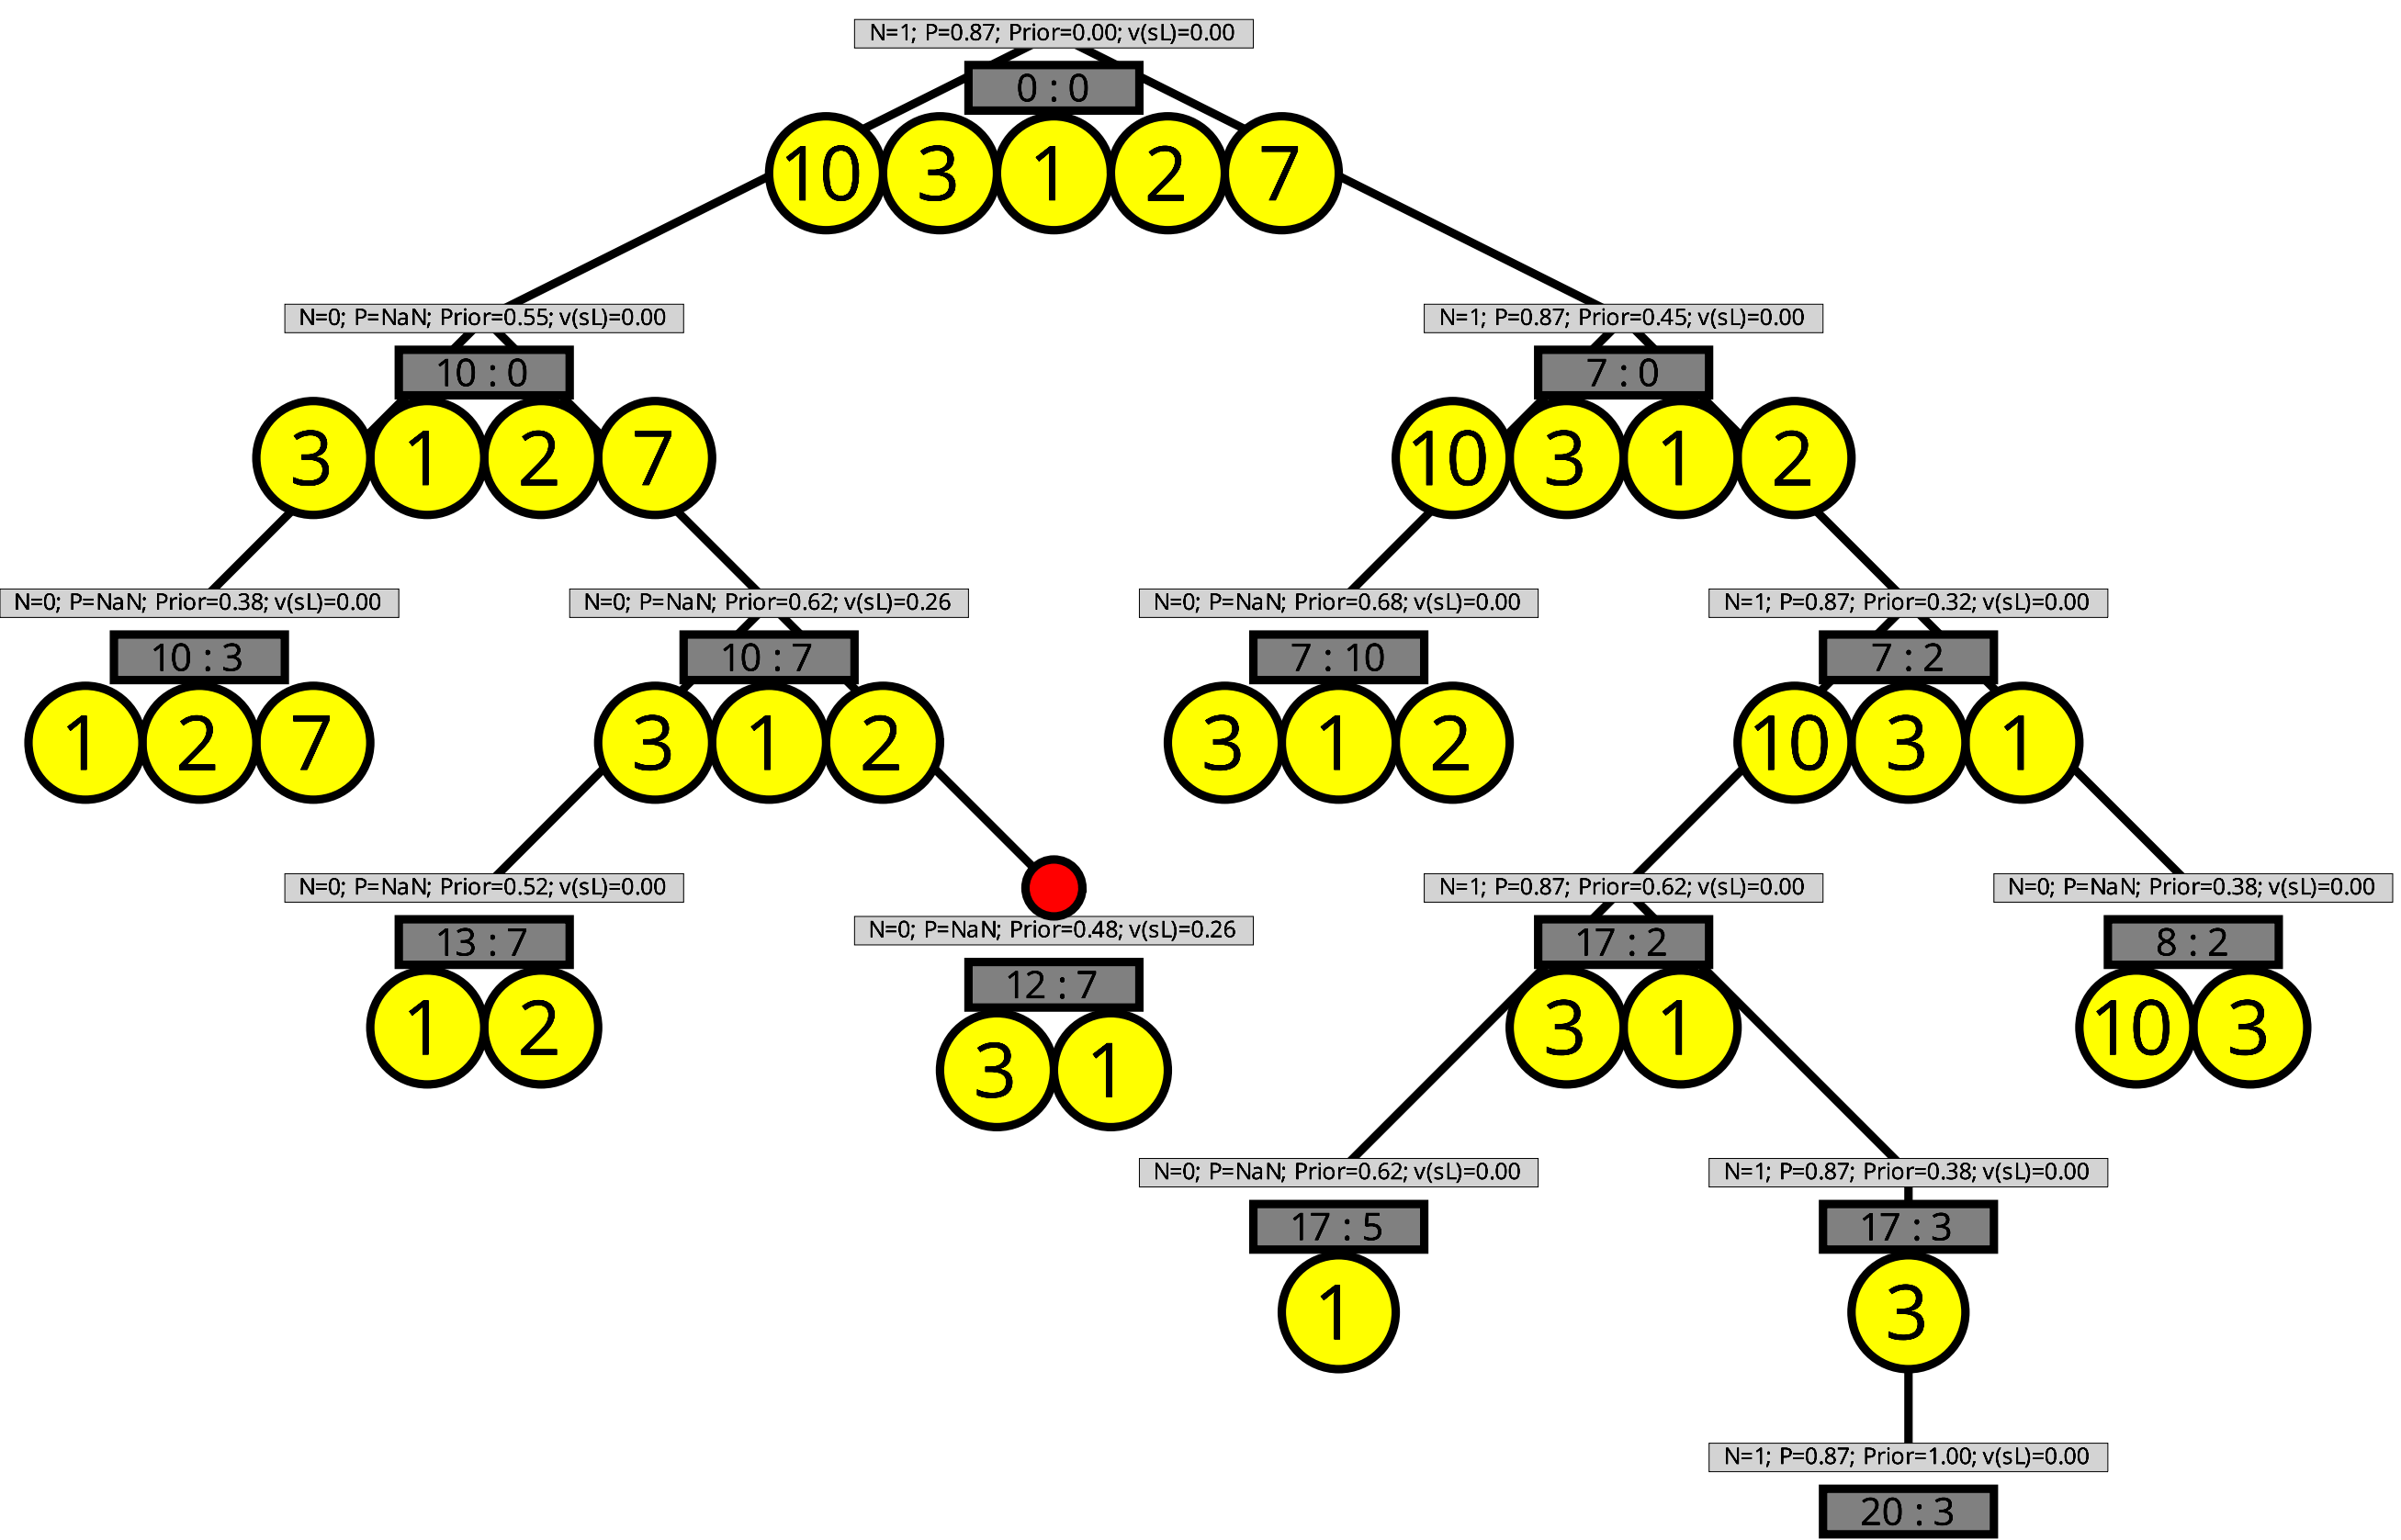 N=1; P=0.87; Prior=0.00; v(sL)=0.00
0 : 0
10 3 1 2 7
N=0; P=NaN; Prior=0.55; v(sL)=0.00
N=1; P=0.87; Prior=0.45; v(sL)=0.00
10 : 0
7 : 0
3 1 2 7
10 3 1 2
N=0; P=NaN; Prior=0.38; v(sL)=0.00
N=0; P=NaN; Prior=0.62; v(sL)=0.26
N=0; P=NaN; Prior=0.68; v(sL)=0.00
N=1; P=0.87; Prior=0.32; v(sL)=0.00
10 : 3
10 : 7
7 : 10
7 : 2
1 2 7
3 1 2
3 1 2
10 3 1
N=0; P=NaN; Prior=0.52; v(sL)=0.00
N=0; P=NaN; Prior=0.48; v(sL)=0.26
N=1; P=0.87; Prior=0.62; v(sL)=0.00
N=0; P=NaN; Prior=0.38; v(sL)=0.00
13 : 7
12 : 7
17 : 2
8 : 2
1 2
3 1
3 1
10 3
N=0; P=NaN; Prior=0.62; v(sL)=0.00
N=1; P=0.87; Prior=0.38; v(sL)=0.00
17 : 5
17 : 3
1
3
N=1; P=0.87; Prior=1.00; v(sL)=0.00
20 : 3